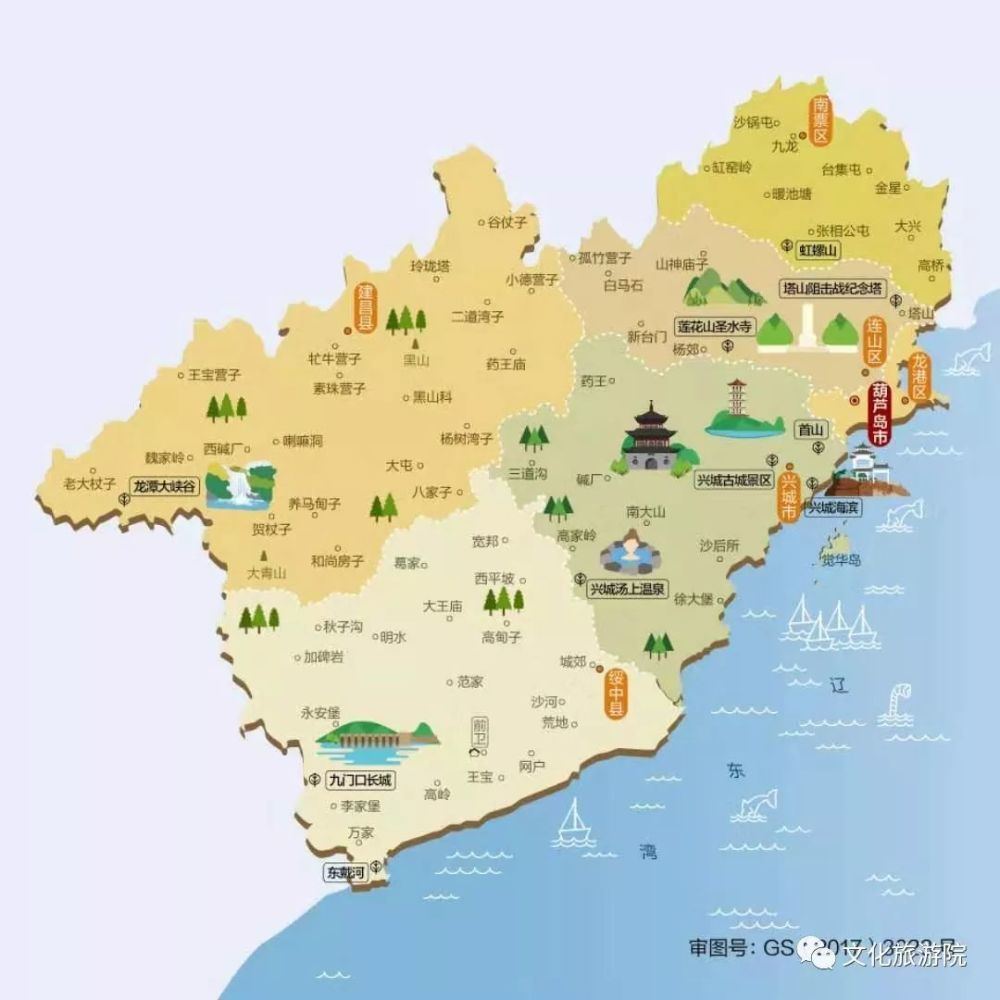 南票区
沙锅屯
九龙
缸窑岭
台集屯
暖池塘
金星
张相公屯
大兴
虹螺山
高桥
谷杖子
孤竹营子
山神庙子
白马石
玲珑塔
小德营子
建昌县
二道湾子
塔山阻击战纪念塔
塔山
莲花山圣水寺
新台门
杨郊
连山区
龙港区
葫芦岛市
黑山
牤牛营子
药王庙
王宝营子
素珠营子
黑山科
药王
首山
杨树湾子
喇嘛洞
西碱厂
魏家岭
大屯
三道沟
碱厂
兴城古城景区
兴城市
老大杖子
龙潭大峡谷
八家子
养马甸子
兴城海滨
南大山
贺杖子
高家岭
宽邦
沙后所
觉华岛
和尚房子
大青山
葛家
西平坡
兴城汤上温泉
徐大堡
大王庙
秋子沟
明水
高甸子
加碑岩
城郊
范家
绥中县
沙河
永安堡
荒地
前卫
网户
九门口长城
王宝
高岭
李家堡
万家
东戴河
辽
东
湾
审图号：GS
文化旅游院